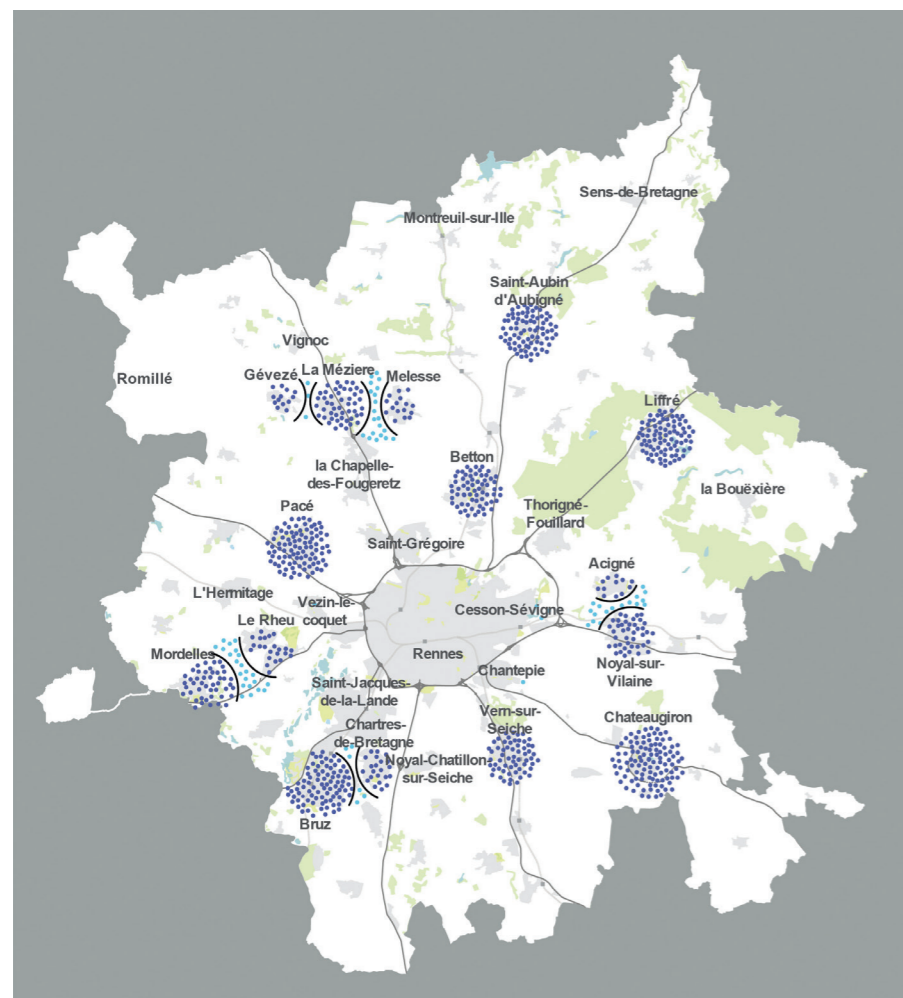 Sens-de-Bretagne
Montreuil-sur-Ille
Saint-Aubin
d'Aubigné
Vignoc
La Méziere
Gévezé
Melesse
Romillé
Liffré
la Chapelle-
des-Fougeretz
Betton
la Bouëxière
Pacé
Thorigné-
Fouillard
Saint-Grégoire
Acigné
L'Hermitage
Vezin-le-
coquet
Cesson-Sévigne
Le Rheu
Mordelles
Rennes
Noyal-sur-
Vilaine
Chantepie
Saint-Jacques-
de-la-Lande
Vern-sur-
Seiche
Chateaugiron
Chartres-
de-Bretagne
Noyal-Chatillon
sur-Seiche
Bruz